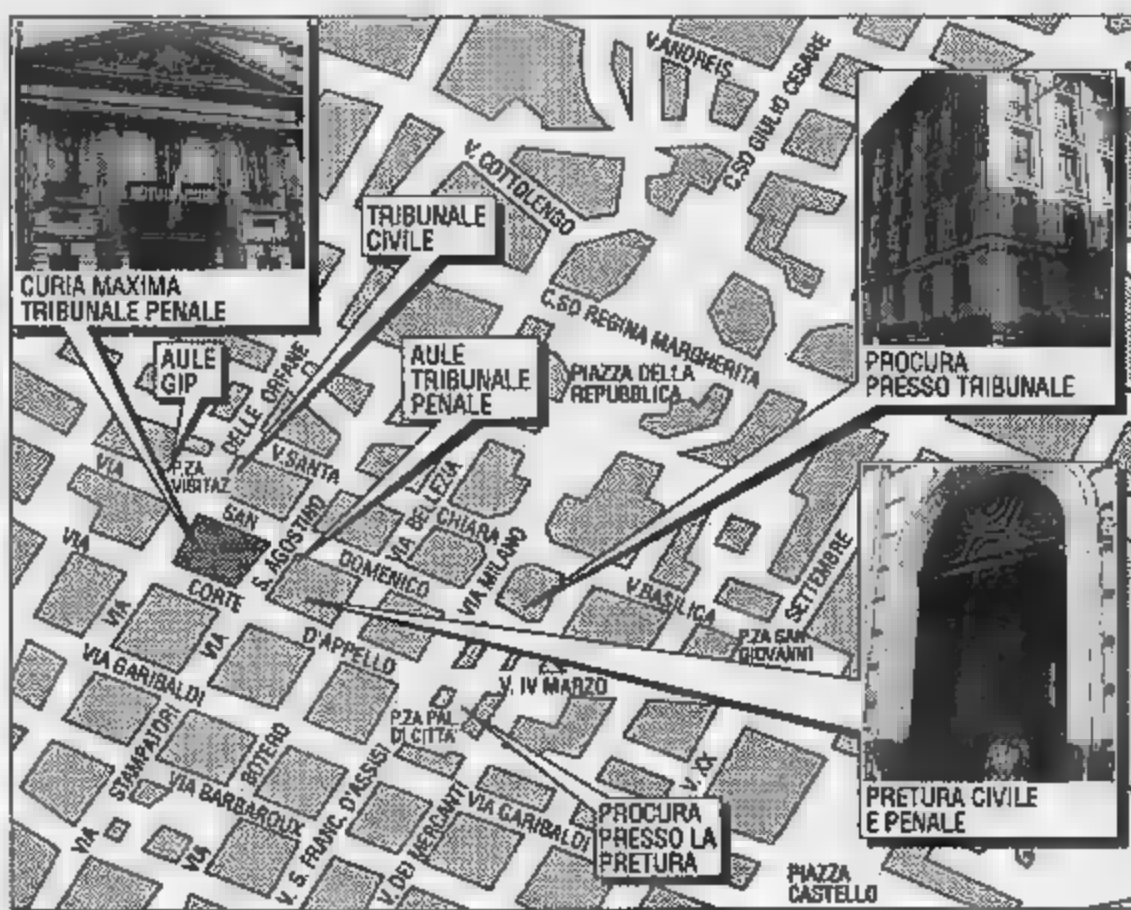 V. ANDREIS
C.SO GIULIO CESARE
V. COTTOLENGO
TRIBUNALE
CIVILE
CURIA MAXIMA
TRIBUNALE PENALE
C.SO REGINA MARGHERITA
AULE
GIP
DELLE ORFANE
AULE
TRIBUNALE
PENALE
PIAZZA DELLA
REPUBBLICA
PROCURA
PRESSO TRIBUNALE
VIA
P.ZA
VISITAZ
V. SANTA
CHIARA
VIA BELLEZIA
SAN
DOMENICO
S. AGOSTINO
VIA
VIA MILANO
V. BASILICA
SETTEMBRE
CORTE
D'APPELLO
P.ZA SAN
GIOVANNI
VIA
VIA
VIA GARIBALDI
V. IV MARZO
P.ZA PAL.
DI CITTA'
STAMPATORI
BOTERO
VIA BARBAROUX
V. S. FRANC. D'ASSISI
V. DEI MERCANTI
VIA GARIBALDI
V. XX
PROCURA
PRESSO LA
PRETURA
PRETURA CIVILE
E PENALE
VIA
VIA
PIAZZA
CASTELLO